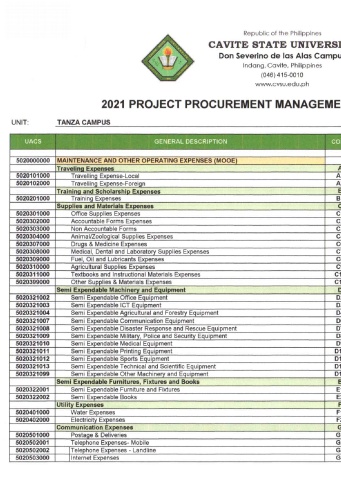 Republic of the Philippines
CAVITE STATE UNIVERSI
Don Severino de las Alas Campu
Indang, Cavite, Philippines
(046) 415-0010
www.cvsu.edu.ph
2021 PROJECT PROCUREMENT MANAGEME
UNIT: TANZA CAMPUS
UACS GENERAL DESCRIPTION CO
5020000000 MAINTENANCE AND OTHER OPERATING EXPENSES (MOOE)
Traveling Expenses A
5020101000 Travelling Expense-Local A
5020102000 Travelling Expense-Foreign A
Training and Scholarship Expenses B
5020201000 Training Expenses B
Supplies and Materials Expenses C
5020301000 Office Supplies Expenses C
5020302000 Accountable Forms Expenses C
5020303000 Non Accountable Forms C
5020304000 Animal/Zoological Supplies Expenses C
5020307000 Drugs & Medicine Expenses C
5020308000 Medical, Dental and Laboratory Supplies Expenses C
5020309000 Fuel, Oil and Lubricants Expenses C
5020310000 Agricultural Supplies Expenses C
5020311000 Textbooks and Instructional Materials Expenses C1
5020399000 Other Supplies & Materials Expenses C1
Semi Expendable Machinery and Equipment D
5020321002 Semi Expendable Office Equipment D
5020321003 Semi Expendable ICT Equipment D
5020321004 Semi Expendable Agricultural and Forestry Equipment D
5020321007 Semi Expendable Communication Equipment D
5020321008 Semi Expendable Disaster Response and Rescue Equipment D
5020321009 Semi Expendable Military, Police and Security Equipment D
5020321010 Semi Expendable Medical Equipment D
5020321011 Semi Expendable Printing Equipment D1
5020321012 Semi Expendable Sports Equipment D1
5020321013 Semi Expendable Technical and Scientific Equipment D1
5020321099 Semi Expendable Other Machinery and Equipment D1
Semi Expendable Furnitures, Fixtures and Books E
5020322001 Semi Expendable Furniture and Fixtures E
5020322002 Semi Expendable Books E
Utility Expenses F
5020401000 Water Expenses F
5020402000 Electricity Expenses F
Communication Expenses G
5020501000 Postage & Deliveries G
5020502001 Telephone Expenses- Mobile G
5020502002 Telephone Expenses - Landline G
5020503000 Internet Expenses G